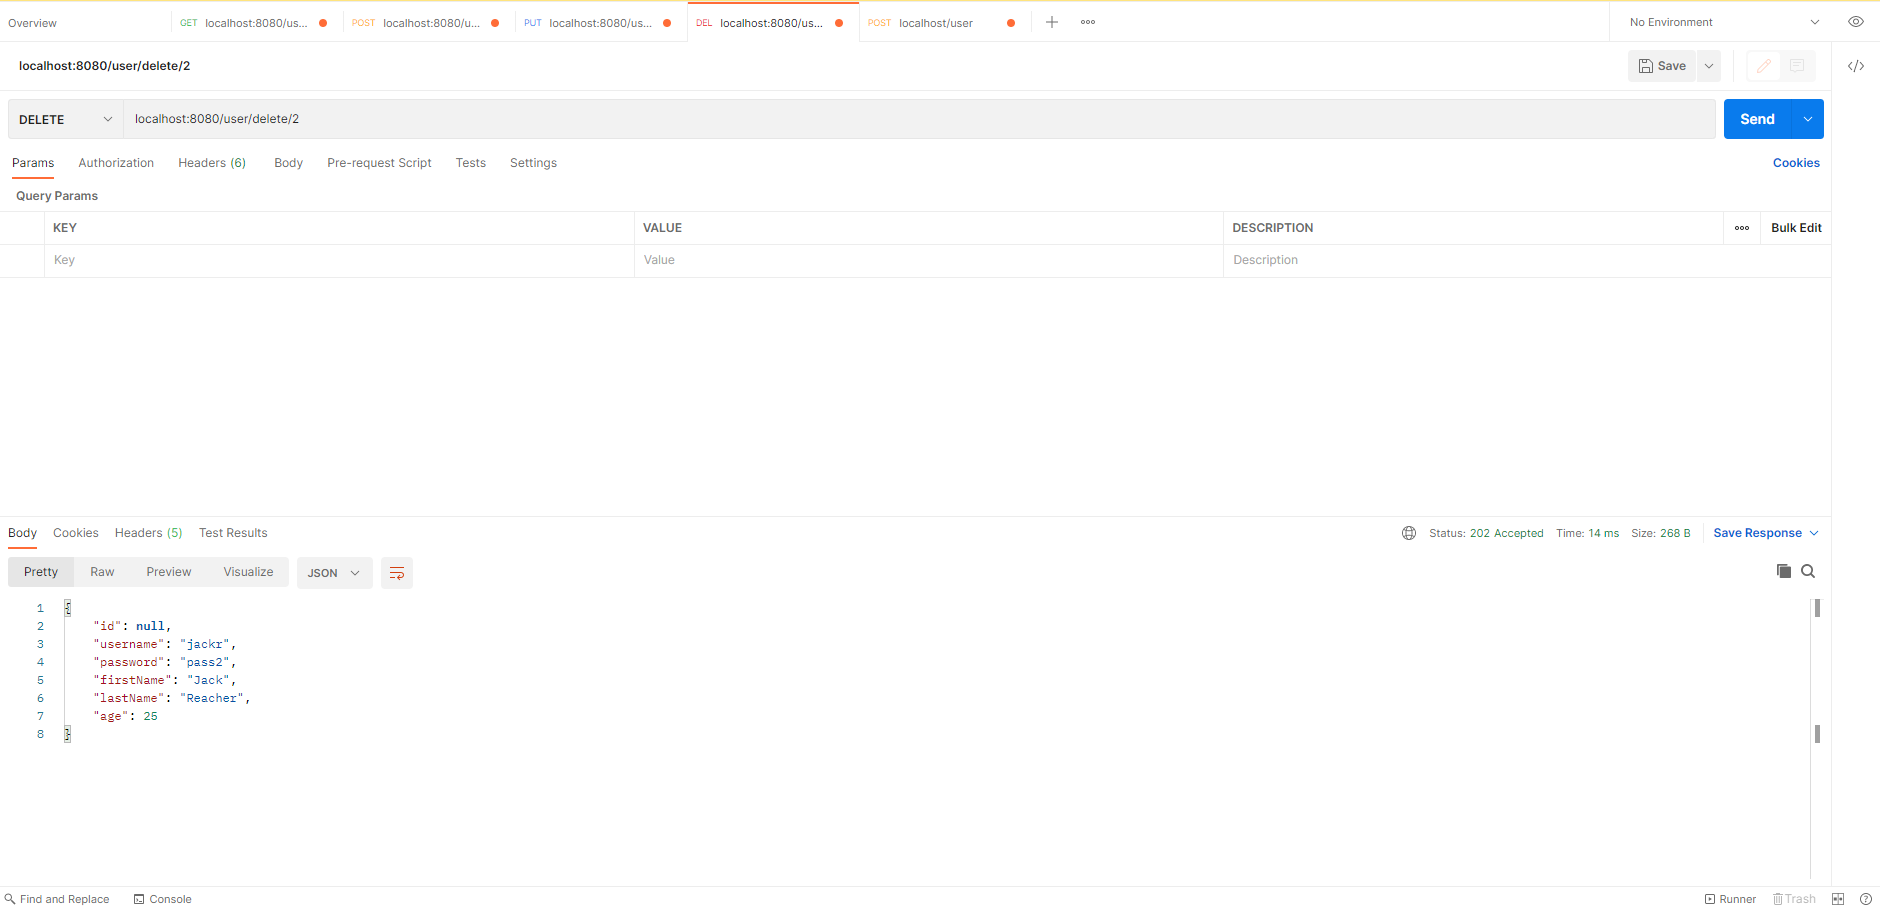 Overview GET localhost:8080/us... POST localhost:8080/u... PUT localhost:8080/us... DEL localhost:8080/us... POST localhost/user No Environment
localhost:8080/user/delete/2 Save
DELETE localhost:8080/user/delete/2 Send
Params Authorization Headers (6) Body Pre-request Script Tests Settings Cookies
Query Params
KEY VALUE DESCRIPTION Bulk Edit
Key Value Description
Body Cookies Headers (5) Test Results Status: 202 Accepted Time: 14 ms Size: 268 B Save Response
Pretty Raw Preview Visualize JSON
1 {
2 "id": null,
3 "username": "jackr",
4 "password": "pass2",
5 "firstName": "Jack",
6 "lastName": "Reacher",
7 "age": 25
8 }
Find and Replace Console Runner Trash